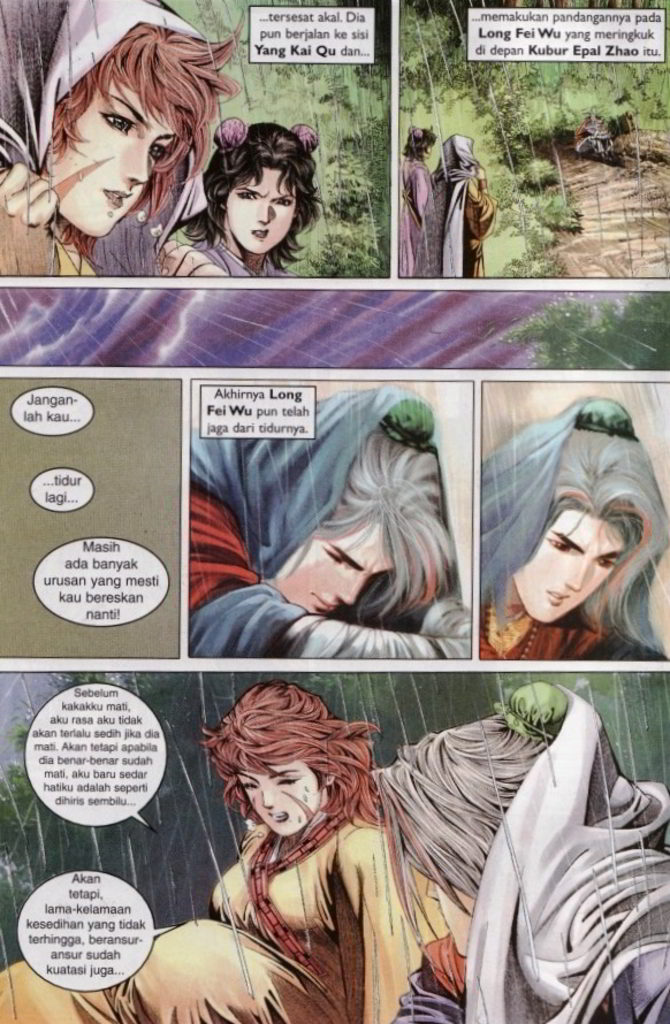 ...tersesat akal. Dia
pun berjalan ke sisi
Yang Kai Qu dan...
...memakukan pandangannya pada
Long Fei Wu yang meringkuk
di depan Kubur Epal Zhao itu.
Jangan-
lah kau...
...tidur
lagi...
Masih
ada banyak
urusan yang mesti
kau bereskan
nanti!
Akhirnya Long
Fei Wu pun telah
jaga dari tidurnya.
Sebelum
kakakku mati,
aku rasa aku tidak
akan terlalu sedih jika dia
mati. Akan tetapi apabila
dia benar-benar sudah
mati, aku baru sedar
hatiku adalah seperti
dihiris sembilu...
Akan
tetapi,
lama-kelamaan
kesedihan yang tidak
terhingga, beransur-
ansur sudah
kuatasi juga...